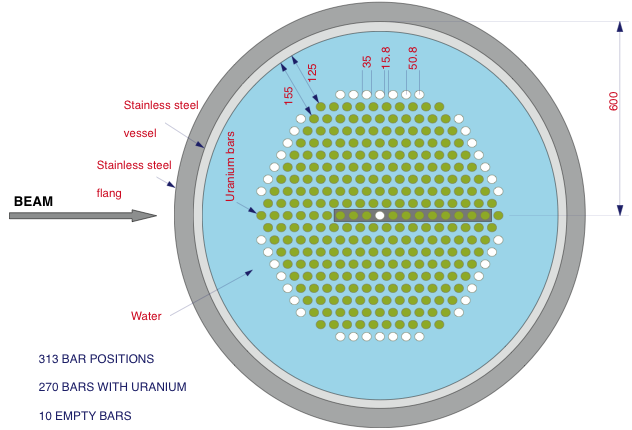 35
15.8
50.8
125
155
600
Stainless steel
vessel
Stainless steel
flang
Uranium bars
BEAM
Water
313 BAR POSITIONS
270 BARS WITH URANIUM
10 EMPTY BARS